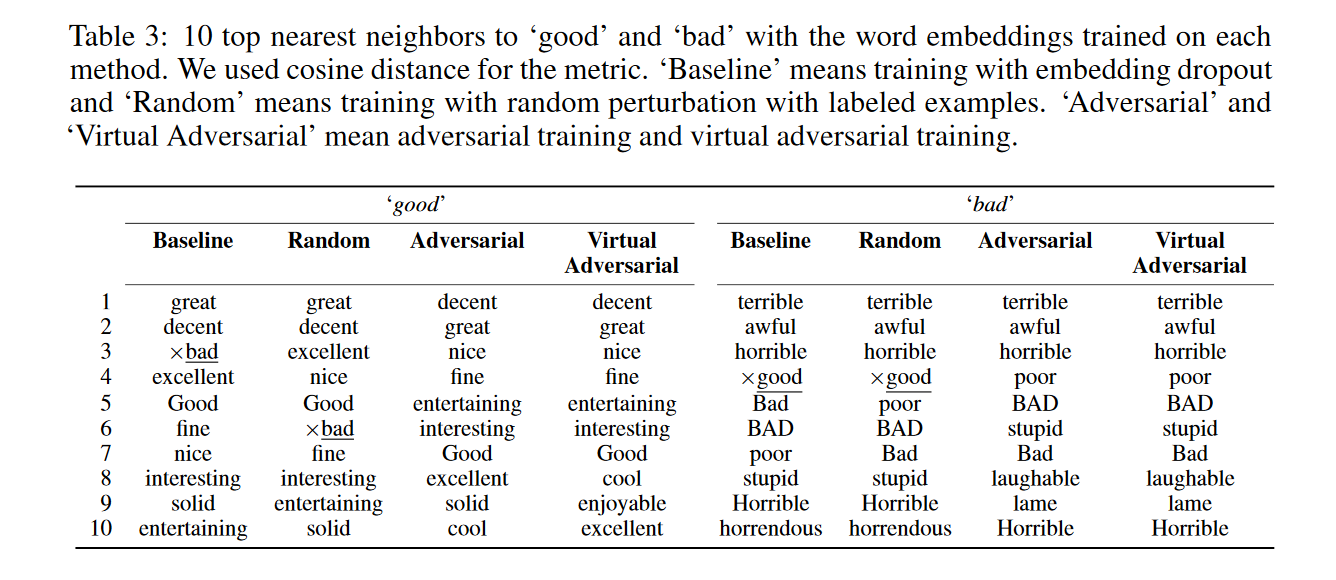 Table 3: 10 top nearest neighbors to ‘good’ and ‘bad’ with the word embeddings trained on each
method. We used cosine distance for the metric. ‘Baseline’ means training with embedding dropout
and ‘Random’ means training with random perturbation with labeled examples. ‘Adversarial’ and
‘Virtual Adversarial’ mean adversarial training and virtual adversarial training.
‘good’ ‘bad’
Baseline Random Adversarial Virtual Adversarial Baseline Random Adversarial Virtual Adversarial
1 great great decent decent terrible terrible terrible terrible
2 decent decent great great awful awful awful awful
3 ×bad excellent nice nice horrible horrible horrible horrible
4 excellent nice fine fine ×good ×good poor poor
5 Good Good entertaining entertaining Bad poor BAD BAD
6 fine ×bad interesting interesting BAD BAD stupid stupid
7 nice fine Good Good poor Bad Bad Bad
8 interesting interesting excellent cool stupid stupid laughable laughable
9 solid entertaining solid enjoyable Horrible Horrible lame lame
10 entertaining solid cool excellent horrendous horrendous Horrible Horrible